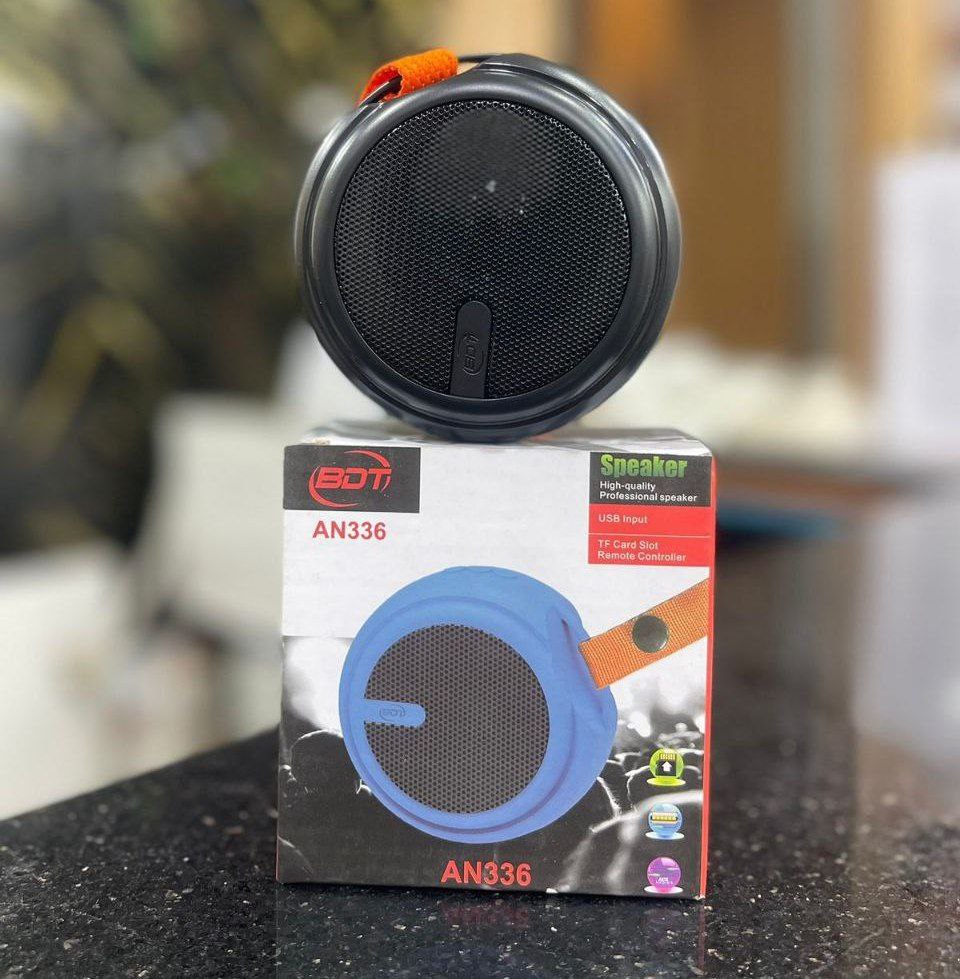 BDT
BDT
AN336
Speaker
High-quality
Professional speaker
USB Input
TF Card Slot
Remote Controller
BDT
AN336